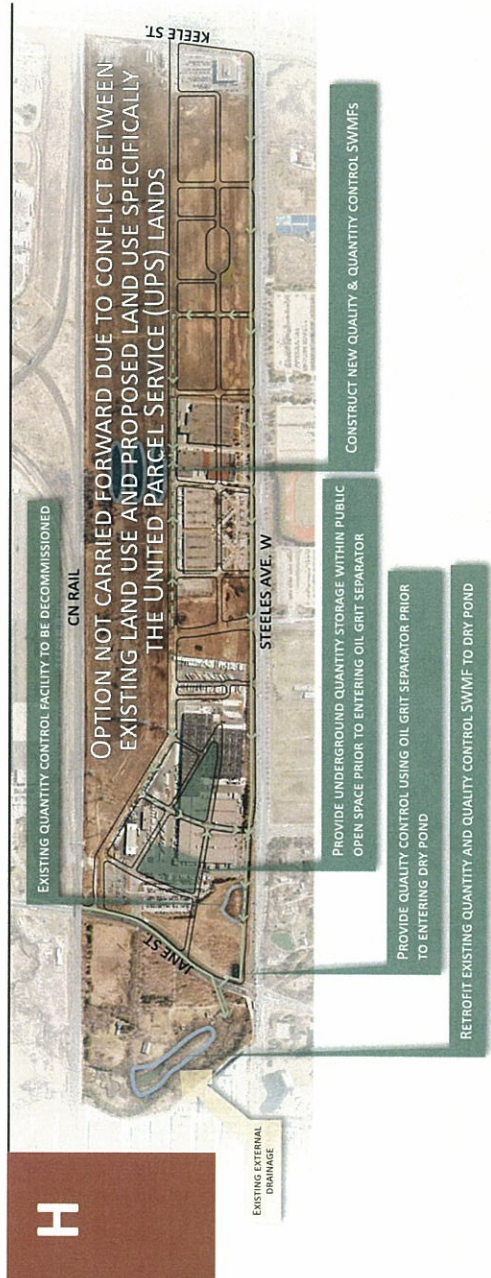 H
EXISTING QUANTITY CONTROL FACILITY TO BE DECOMMISSIONED
CN RAIL
KEELE ST.
OPTION NOT CARRIED FORWARD DUE TO CONFLICT BETWEEN
EXISTING LAND USE AND PROPOSED LAND USE SPECIFICALLY
THE UNITED PARCEL SERVICE (UPS) LANDS
JANE ST.
STEELES AVE. W
EXISTING EXTERNAL
DRAINAGE
CONSTRUCT NEW QUALITY & QUANTITY CONTROL SWMFS
PROVIDE UNDERGROUND QUANTITY STORAGE WITHIN PUBLIC
OPEN SPACE PRIOR TO ENTERING OIL GRIT SEPARATOR
PROVIDE QUALITY CONTROL USING OIL GRIT SEPARATOR PRIOR
TO ENTERING DRY POND
RETROFIT EXISTING QUANTITY AND QUALITY CONTROL SWMF TO DRY POND